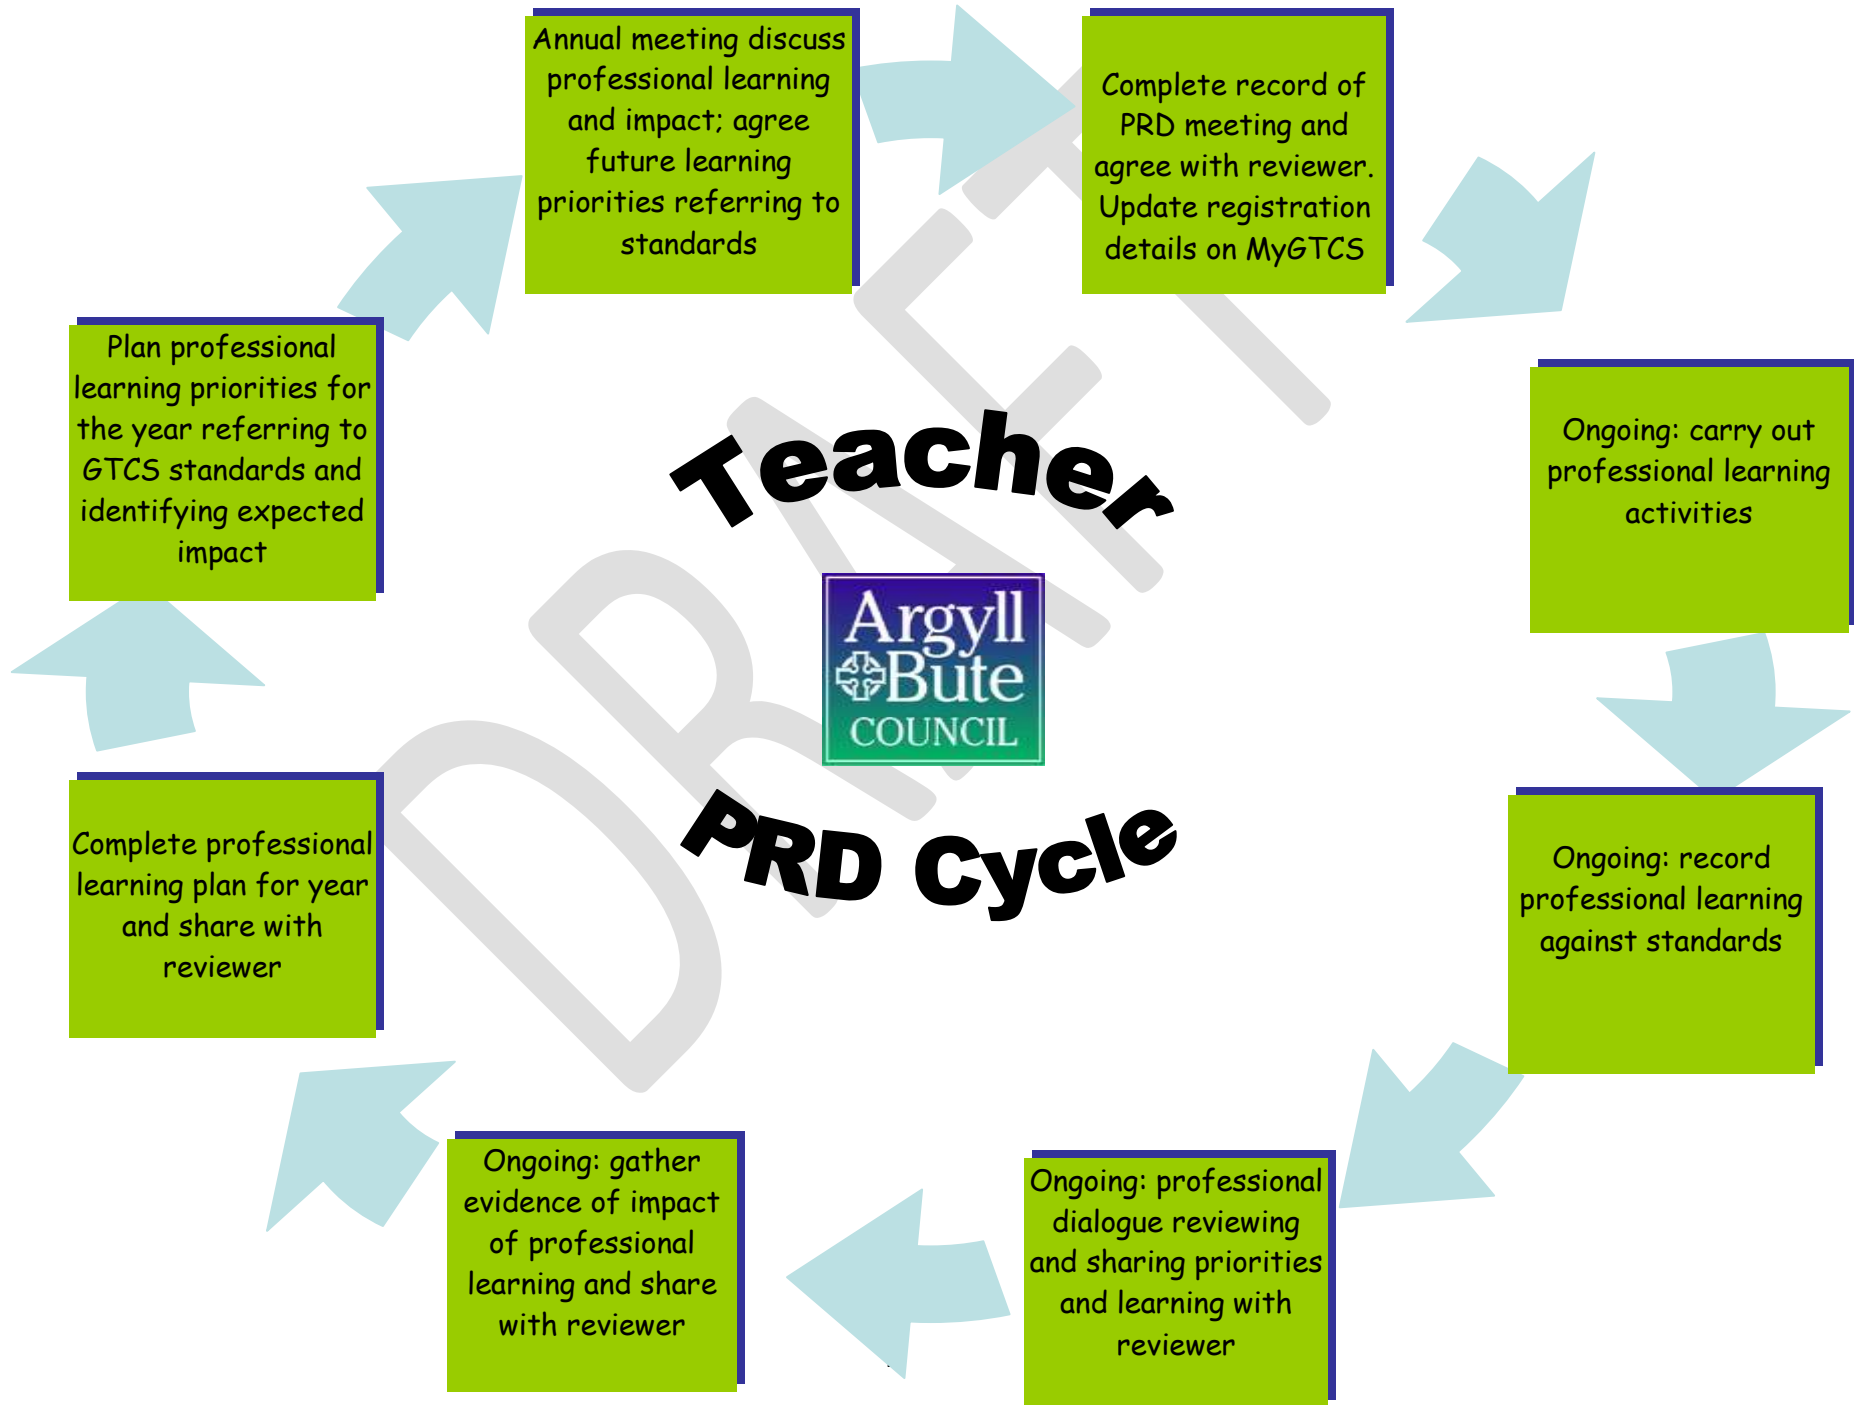 Annual meeting discuss
professional learning
and impact; agree
future learning
priorities referring to
standards
Complete record of
PRD meeting and
agree with reviewer.
Update registration
details on MyGTCS
Ongoing: carry out
professional learning
activities
Ongoing: record
professional learning
against standards
Ongoing: professional
dialogue reviewing
and sharing priorities
and learning with
reviewer
Ongoing: gather
evidence of impact
of professional
learning and share
with reviewer
Complete professional
learning plan for year
and share with
reviewer
Plan professional
learning priorities for
the year referring to
GTCS standards and
identifying expected
impact
Teacher
Argyll
Bute
COUNCIL
PRD Cycle
DRAFT